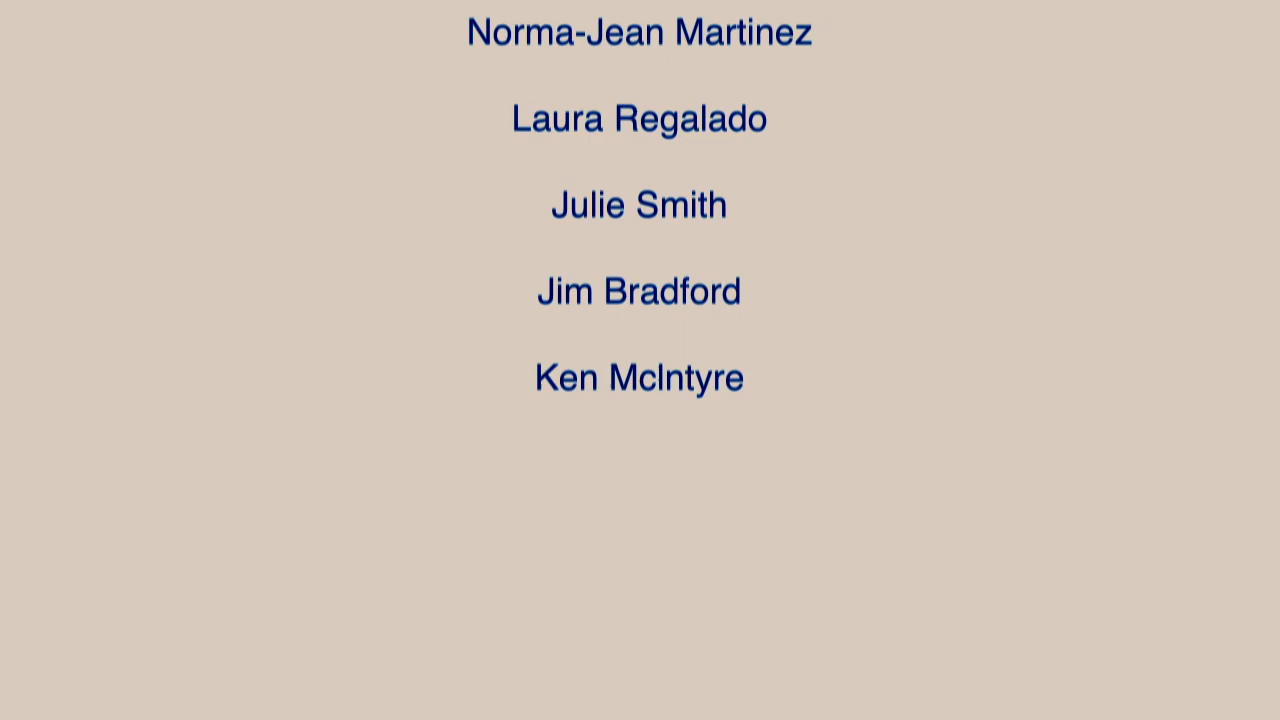 Norma-Jean Martinez
Laura Regalado
Julie Smith
Jim Bradford
Ken McIntyre